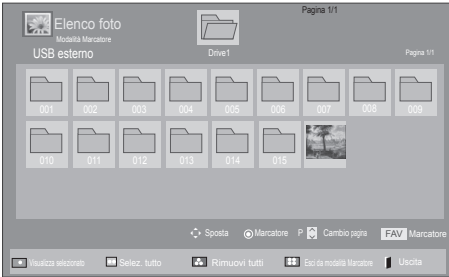 Pagina 1/1
Elenco foto
Modalità Marcatore
USB esterno
Drive1
Pagina 1/1
001 002 003 004 005 006 007 008 009
010 011 012 013 014 015
Sposta Marcatore P Cambio pagina FAV Marcatore
Visualizza selezionato Selez. tutto Rimuovi tutti Esci da modalità Marcatore Uscita